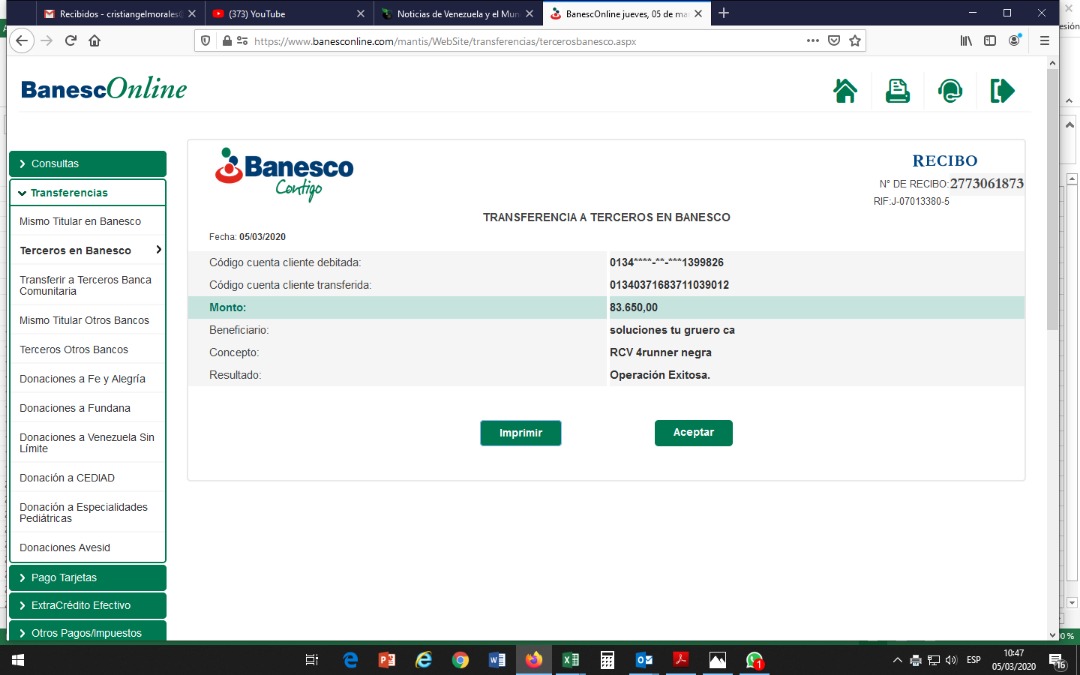 Recibidos - cristiangelmorales
(373) YouTube
Noticias de Venezuela y el Mun
BanescOnline jueves, 05 de ma
https://www.banesconline.com/mantis/WebSite/transferencias/tercerosbanesco.aspx
BanescOnline
Consultas
Transferencias
Mismo Titular en Banesco
Terceros en Banesco
Transferir a Terceros Banca
Comunitaria
Mismo Titular Otros Bancos
Terceros Otros Bancos
Donaciones a Fe y Alegría
Donaciones a Fundana
Donaciones a Venezuela Sin
Límite
Donación a CEDIAD
Donación a Especialidades
Pediátricas
Donaciones Avesid
Pago Tarjetas
ExtraCrédito Efectivo
Otros Pagos/Impuestos
Banesco
Contigo
RECIBO
N° DE RECIBO: 2773061873
RIF:J-07013380-5
TRANSFERENCIA A TERCEROS EN BANESCO
Fecha: 05/03/2020
Código cuenta cliente debitada: 0134****-**-***1399826
Código cuenta cliente transferida: 01340371683711039012
Monto: 83.650,00
Beneficiario: soluciones tu gruero ca
Concepto: RCV 4runner negra
Resultado: Operación Exitosa.
Imprimir
Aceptar
ESP
10:47
05/03/2020
16
1